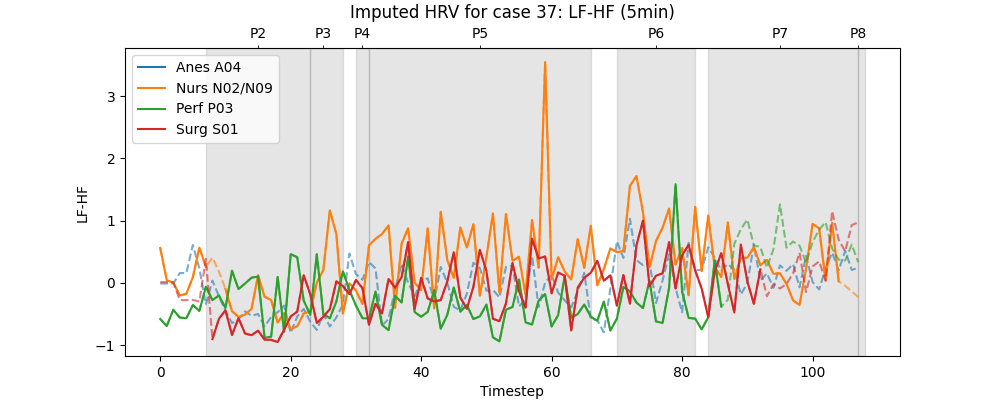 Imputed HRV for case 37: LF-HF (5min)
P2 P3 P4 P5 P6 P7 P8
Anes A04
Nurs N02/N09
Perf P03
Surg S01
LF-HF
3
2
1
0
−1
0 20 40 60 80 100
Timestep